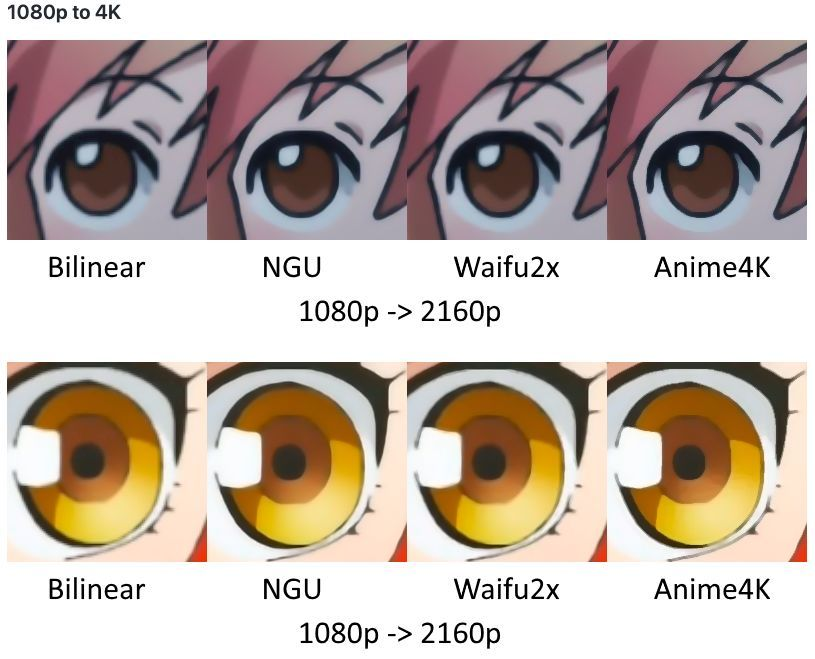 1080p to 4K
Bilinear NGU Waifu2x Anime4K
1080p -> 2160p
Bilinear NGU Waifu2x Anime4K
1080p -> 2160p